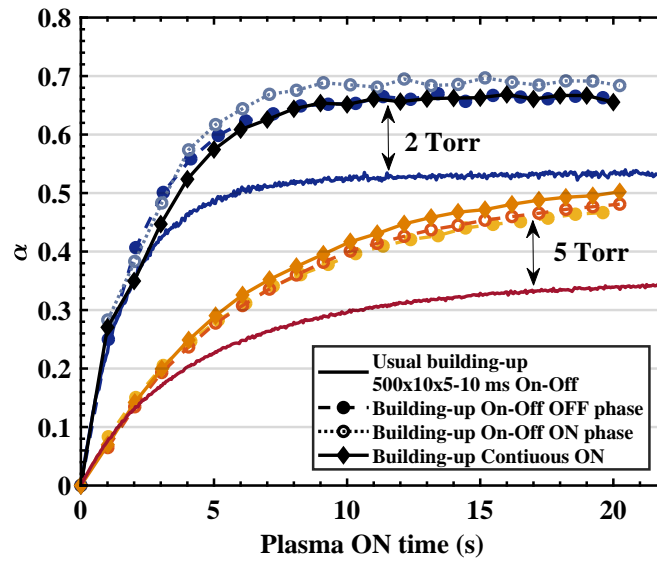 0.8
0.7
0.6
0.5
0.4
0.3
0.2
0.1
0
α
2 Torr
5 Torr
Usual building-up
500x10x5-10 ms On-Off
Building-up On-Off OFF phase
Building-up On-Off ON phase
Building-up Contiuous ON
0 5 10 15 20
Plasma ON time (s)